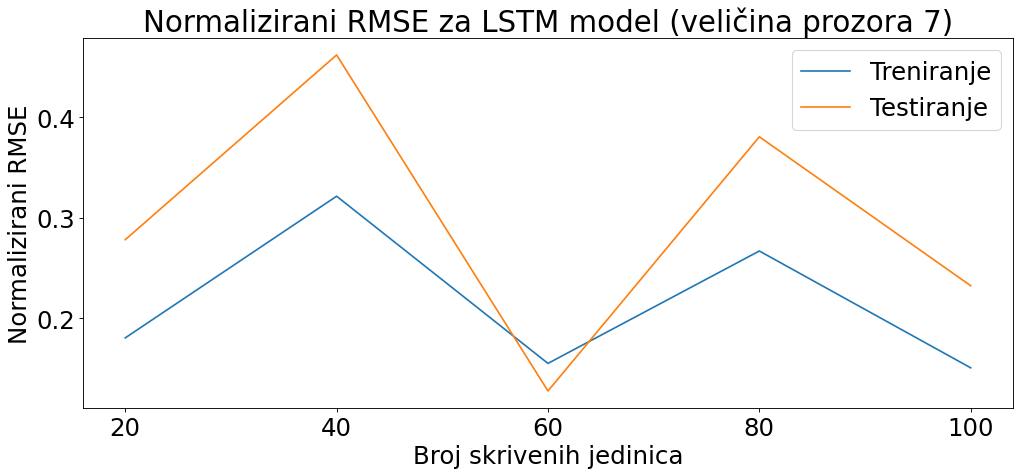 Normalizirani RMSE za LSTM model (veličina prozora 7)
Treniranje
Testiranje
Normalizirani RMSE
0.4
0.3
0.2
20 40 60 80 100
Broj skrivenih jedinica